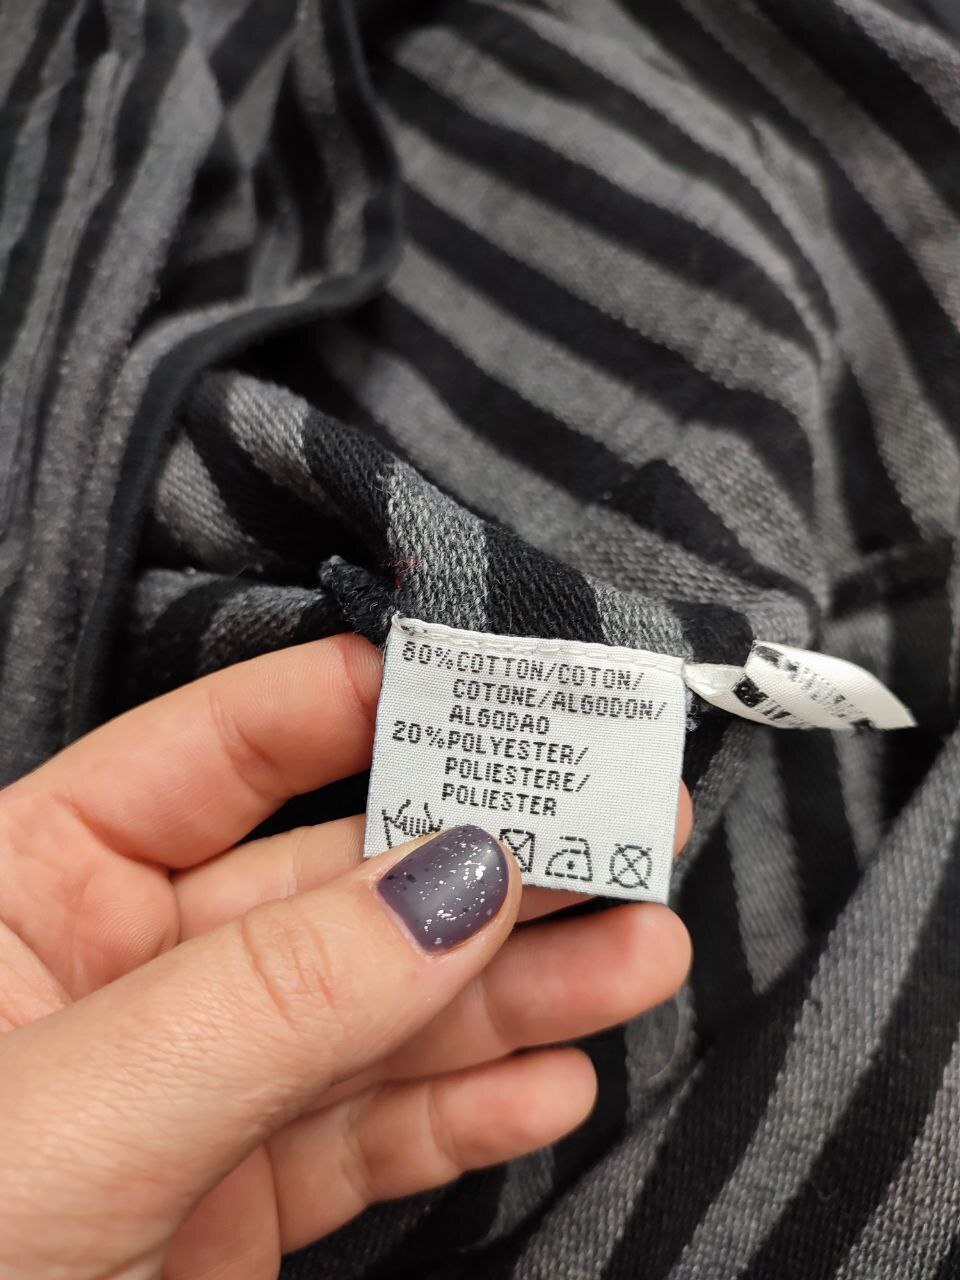 80%COTTON/COTON/
COTONE/ALGODON/
ALGODAO
20%POLYESTER/
POLIESTERE/
POLIESTER